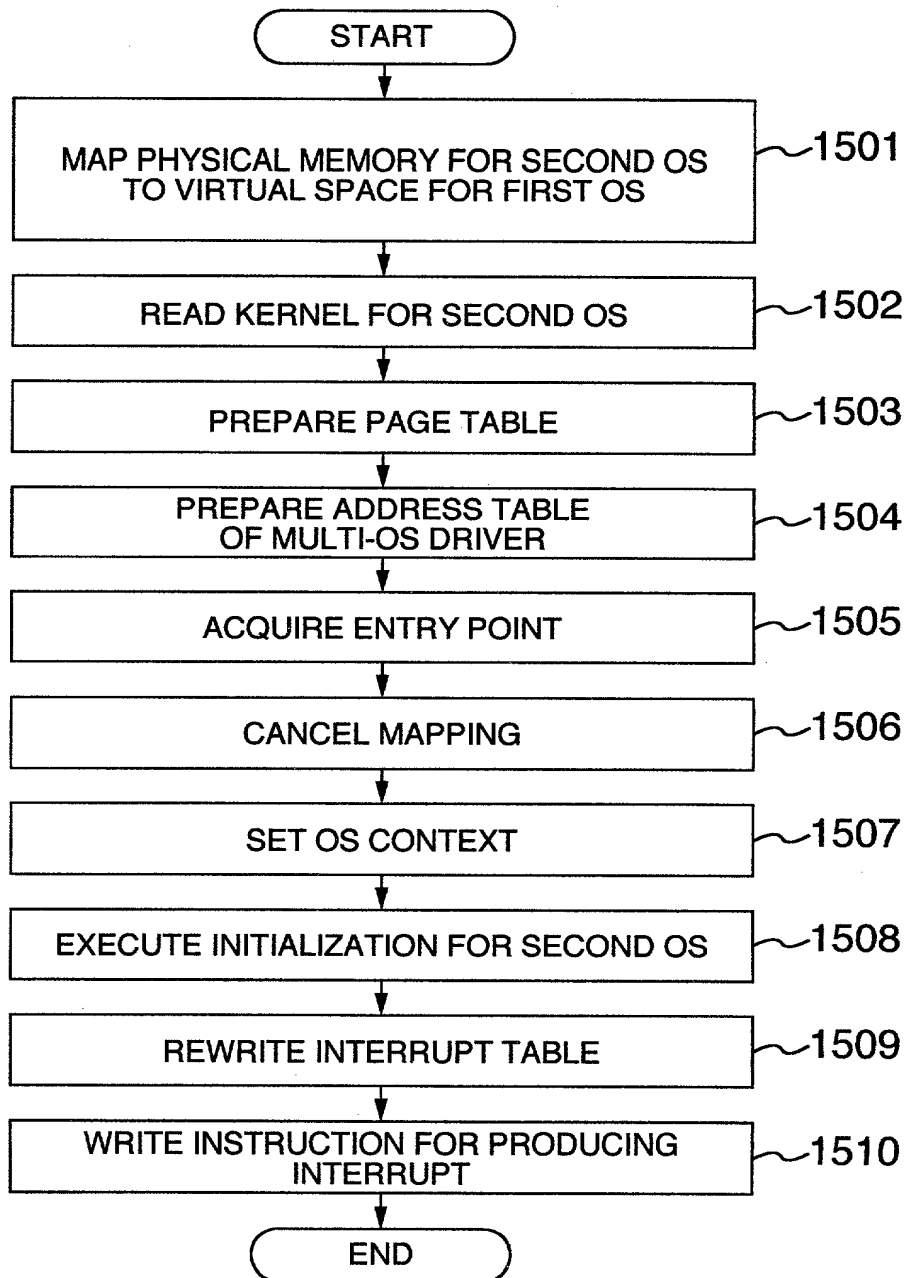 START
MAP PHYSICAL MEMORY FOR SECOND OS
TO VIRTUAL SPACE FOR FIRST OS
1501
READ KERNEL FOR SECOND OS
1502
PREPARE PAGE TABLE
1503
PREPARE ADDRESS TABLE
OF MULTI-OS DRIVER
1504
ACQUIRE ENTRY POINT
1505
CANCEL MAPPING
1506
SET OS CONTEXT
1507
EXECUTE INITIALIZATION FOR SECOND OS
1508
REWRITE INTERRUPT TABLE
1509
WRITE INSTRUCTION FOR PRODUCING
INTERRUPT
1510
END